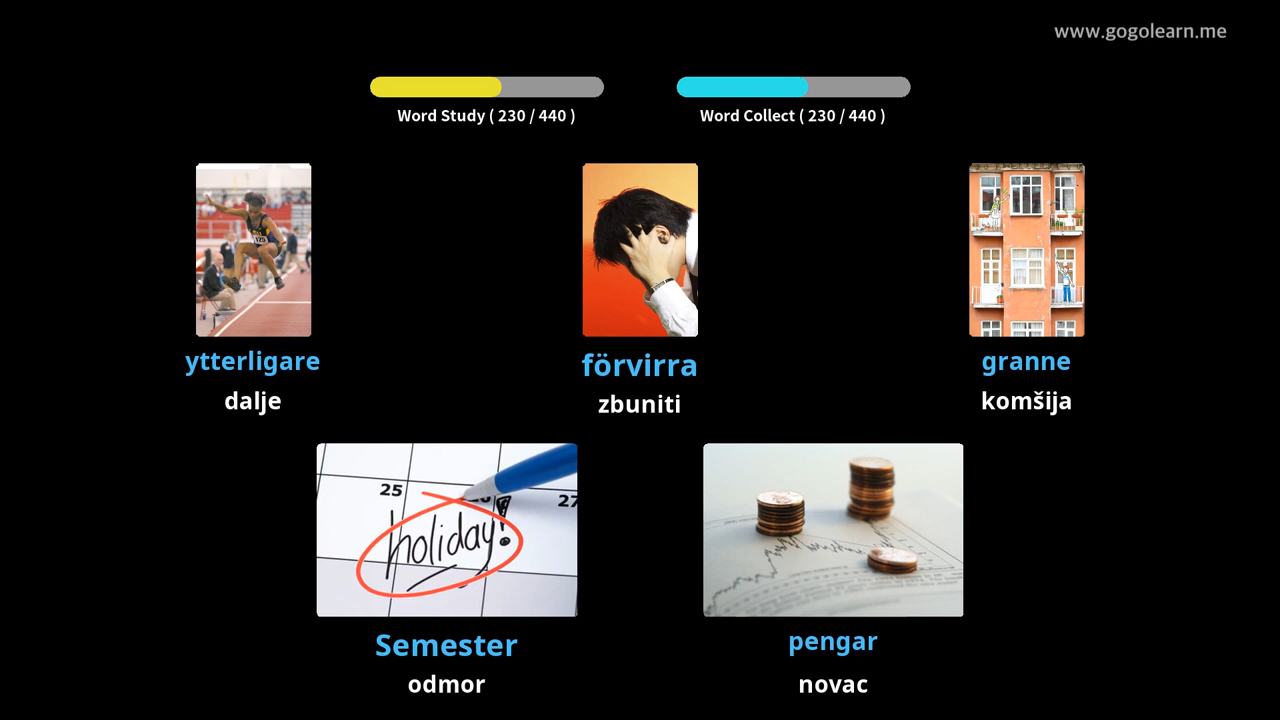 www.gogolearn.me
Word Study ( 230 / 440 )
Word Collect ( 230 / 440 )
ytterligare
förvirra
granne
dalje
zbuniti
komšija
25
27
holiday!
Semester
pengar
odmor
novac